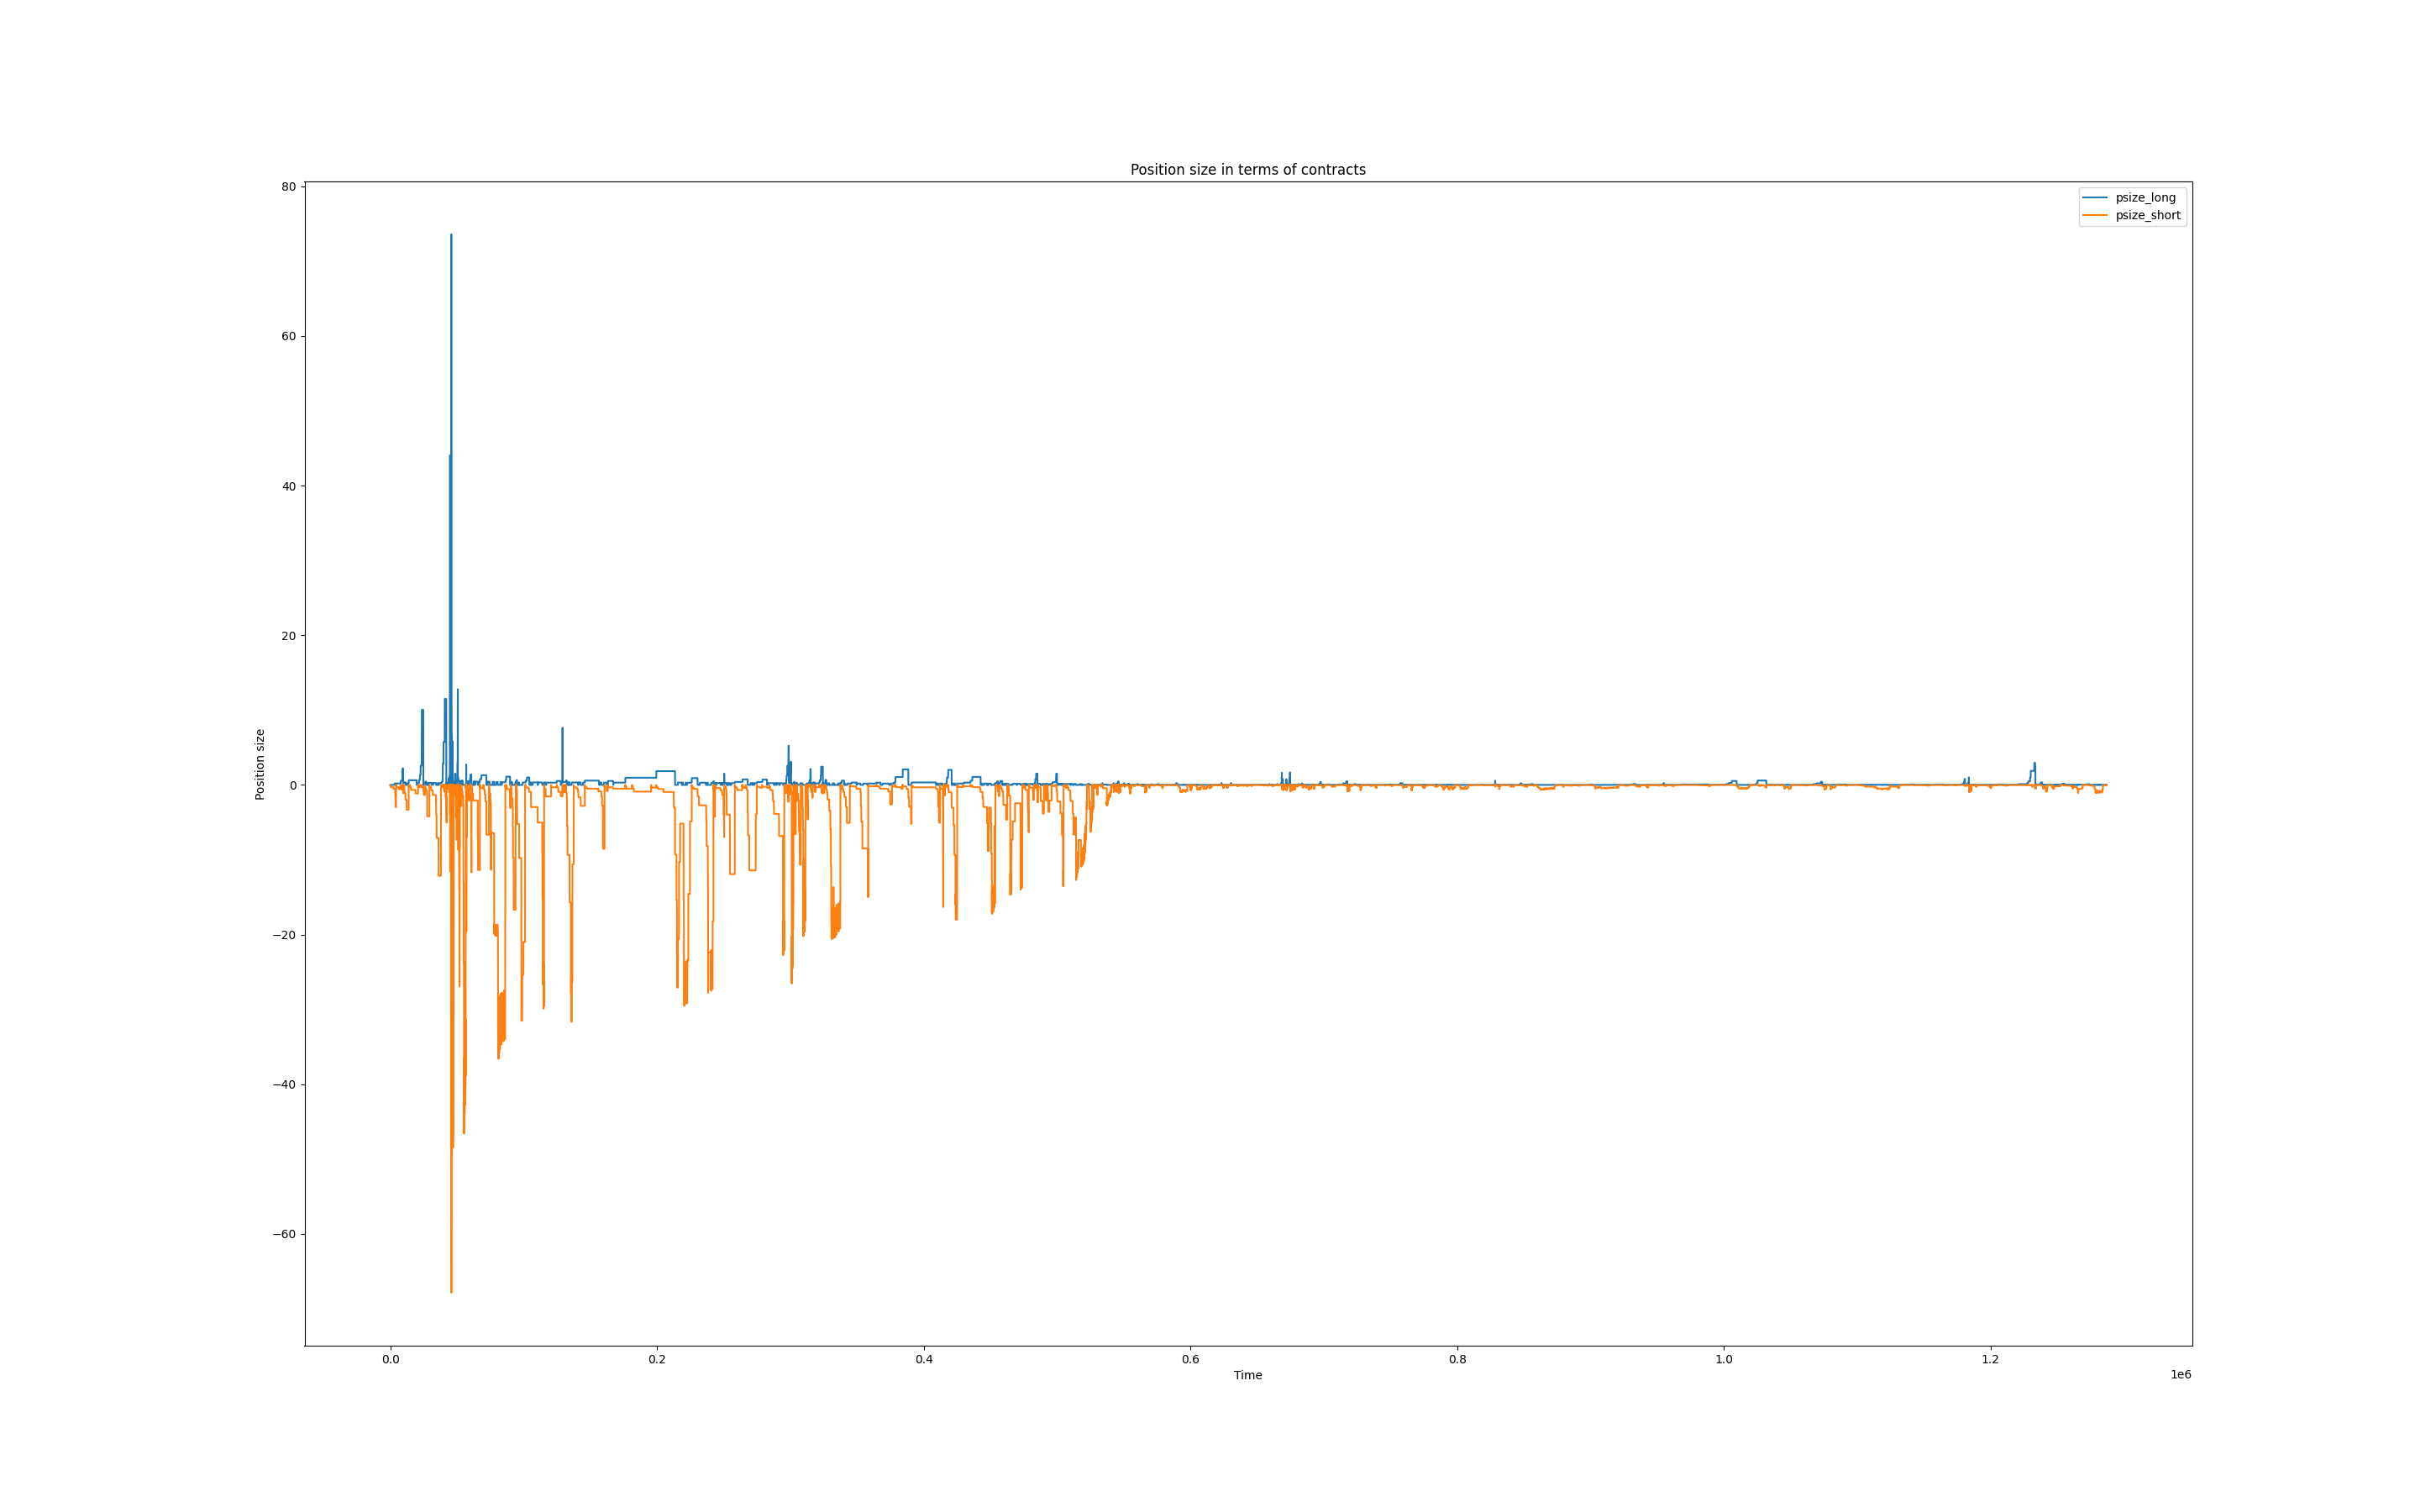 Position size in terms of contracts
psize_long
psize_short
Position size
80
60
40
20
0
−20
−40
−60
0.0
0.2
0.4
0.6
0.8
1.0
1.2
1e6
Time